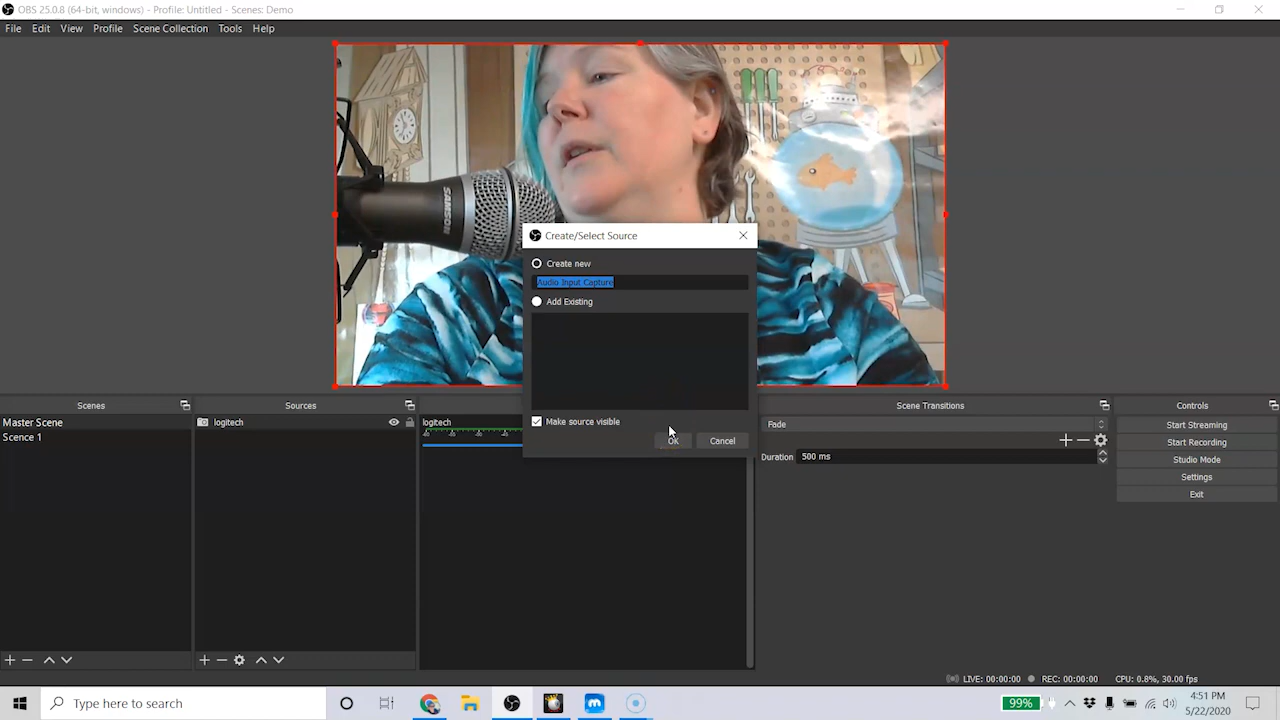 OBS 25.0.8 (64-bit, windows) - Profile: Untitled - Scenes: Demo
File Edit View Profile Scene Collection Tools Help
SAMSON
Create/Select Source
Create new
Audio Input Capture
Add Existing
Make source visible
OK Cancel
Scenes
Master Scene
Scence 1
Sources
logitech
logitech
-60 -55 -50 -45
Scene Transitions
Fade
Duration 500 ms
Controls
Start Streaming
Start Recording
Studio Mode
Settings
Exit
LIVE: 00:00:00 REC: 00:00:00 CPU: 0.8%, 30.00 fps
Type here to search
99%
4:51 PM
5/22/2020